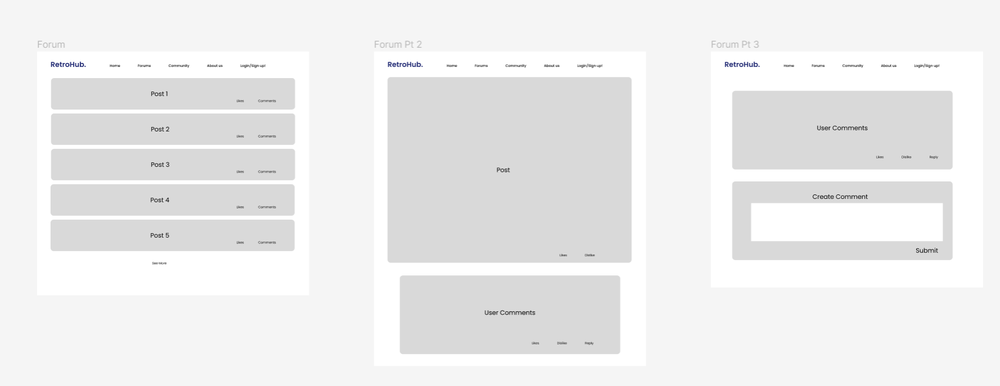 Forum
RetroHub. Home Forums Community About us Login/Sign up!
Post 1
Likes Comments
Post 2
Likes Comments
Post 3
Likes Comments
Post 4
Likes Comments
Post 5
Likes Comments
See More
Forum Pt 2
RetroHub. Home Forums Community About us Login/Sign up!
Post
Likes Dislike
User Comments
Likes Dislike Reply
Forum Pt 3
RetroHub. Home Forums Community About us Login/Sign up!
User Comments
Likes Dislike Reply
Create Comment
Submit